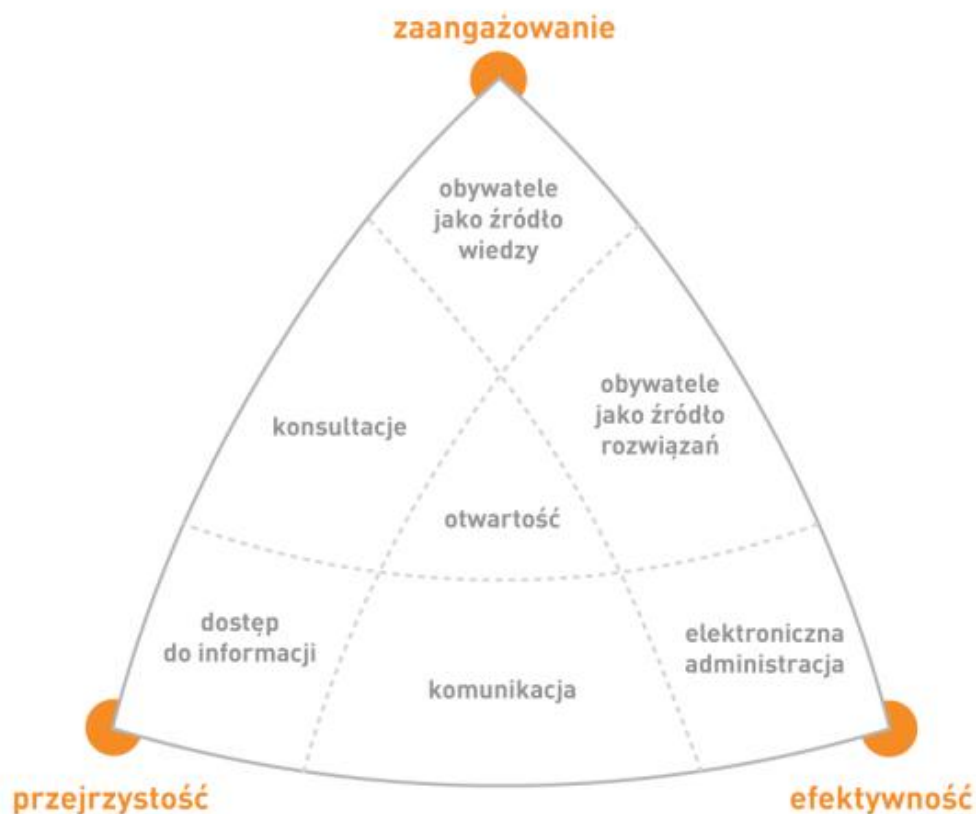 zaangażowanie
obywatele
jako źródło
wiedzy
konsultacje
obywatele
jako źródło
rozwiązań
otwartość
dostęp
do informacji
komunikacja
elektroniczna
administracja
przejrzystość
efektywność